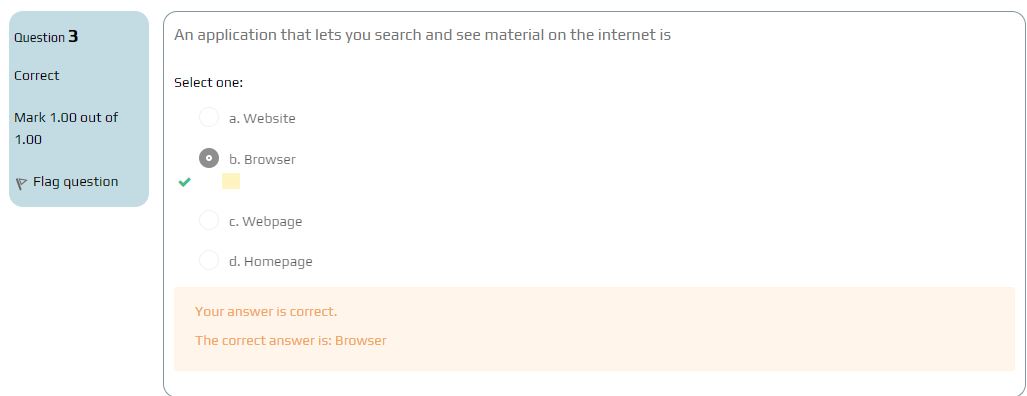 Question 3
Correct
Mark 1.00 out of
1.00
Flag question
An application that lets you search and see material on the internet is
Select one:
a. Website
b. Browser
c. Webpage
d. Homepage
Your answer is correct.
The correct answer is: Browser